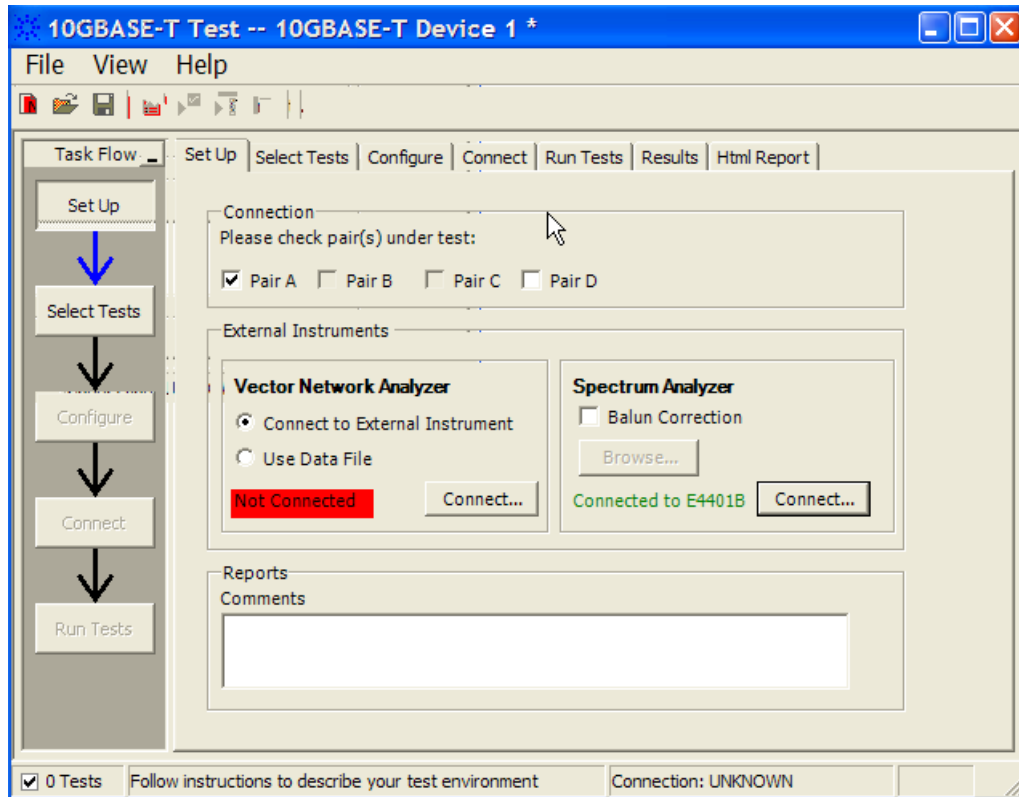 10GBASE-T Test -- 10GBASE-T Device 1 *
File View Help
Task Flow
Set Up
Select Tests
Configure
Connect
Run Tests
Set Up Select Tests Configure Connect Run Tests Results Html Report
Connection
Please check pair(s) under test:
Pair A Pair B Pair C Pair D
External Instruments
Vector Network Analyzer
Connect to External Instrument
Use Data File
Not Connected Connect...
Spectrum Analyzer
Balun Correction
Browse...
Connected to E4401B Connect...
Reports
Comments
0 Tests Follow instructions to describe your test environment Connection: UNKNOWN